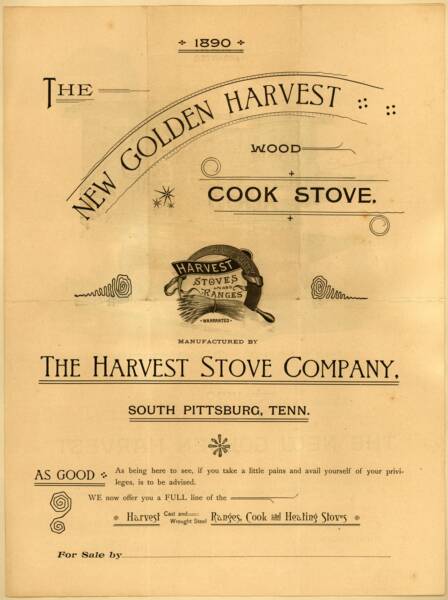 1890
THE
NEW GOLDEN HARVEST
WOOD
COOK STOVE.
HARVEST
STOVES
AND
RANGES
WARRANTED
MANUFACTURED BY
THE HARVEST STOVE COMPANY.
SOUTH PITTSBURG, TENN.
AS GOOD As being here to see, if you take a little pains and avail yourself of your privi-
leges, is to be advised.
WE now offer you a FULL line of the
Harvest Cast and Wrought Steel Ranges, Cook and Heating Stoves
For Sale by